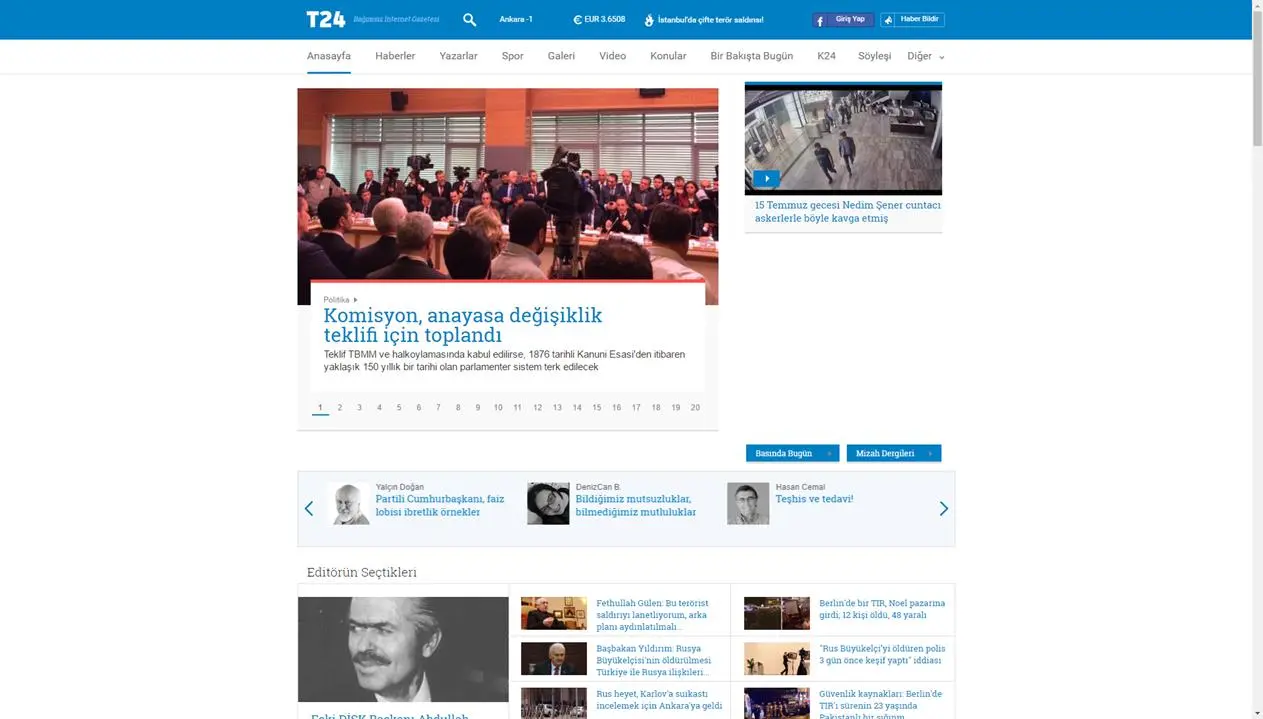 T24 Bağımsız İnternet Gazetesi Ankara -1 € EUR 3.6508 İstanbul'da çifte terör saldırısı! Giriş Yap Haber Bildir
Anasayfa Haberler Yazarlar Spor Galeri Video Konular Bir Bakışta Bugün K24 Söyleşi Diğer
15 Temmuz gecesi Nedim Şener cuntacı
askerlerle böyle kavga etmiş
Politika
Komisyon, anayasa değişiklik
teklifi için toplandı
Teklif TBMM ve halkoylamasında kabul edilirse, 1876 tarihli Kanuni Esasi'den itibaren
yaklaşık 150 yıllık bir tarihi olan parlamenter sistem terk edilecek
1 2 3 4 5 6 7 8 9 10 11 12 13 14 15 16 17 18 19 20
Basında Bugün Mizah Dergileri
Yalçın Doğan
Partili Cumhurbaşkanı, faiz
lobisi ibretlik örnekler
DenizCan B.
Bildiğimiz mutsuzluklar,
bilmediğimiz mutluluklar
Hasan Cemal
Teşhis ve tedavi!
Editörün Seçtikleri
Fethullah Gülen: Bu terörist
saldırıyı lanetliyorum, arka
planı aydınlatılmalı...
Berlin'de bir TIR, Noel pazarına
girdi; 12 kişi öldü, 48 yaralı
Başbakan Yıldırım: Rusya
Büyükelçisi'nin öldürülmesi
Türkiye ile Rusya ilişkileri...
"Rus Büyükelçi'yi öldüren polis
3 gün önce keşif yaptı" iddiası
Rus heyet, Karlov'a suikastı
incelemek için Ankara'ya geldi
Güvenlik kaynakları: Berlin'de
TIR'ı sürenin 23 yaşında
Pakistanlı bir sığınm...
Eski DİSK Başkanı Abdullah